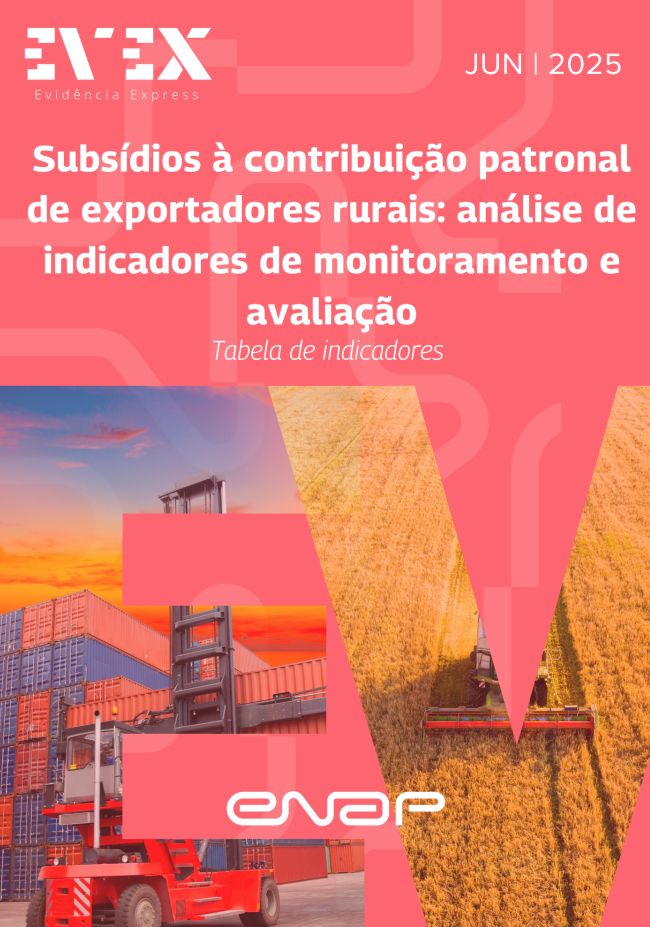 EVEX
Evidência Express
JUN | 2025
Subsídios à contribuição patronal
de exportadores rurais: análise de
indicadores de monitoramento e
avaliação
Tabela de indicadores
enap